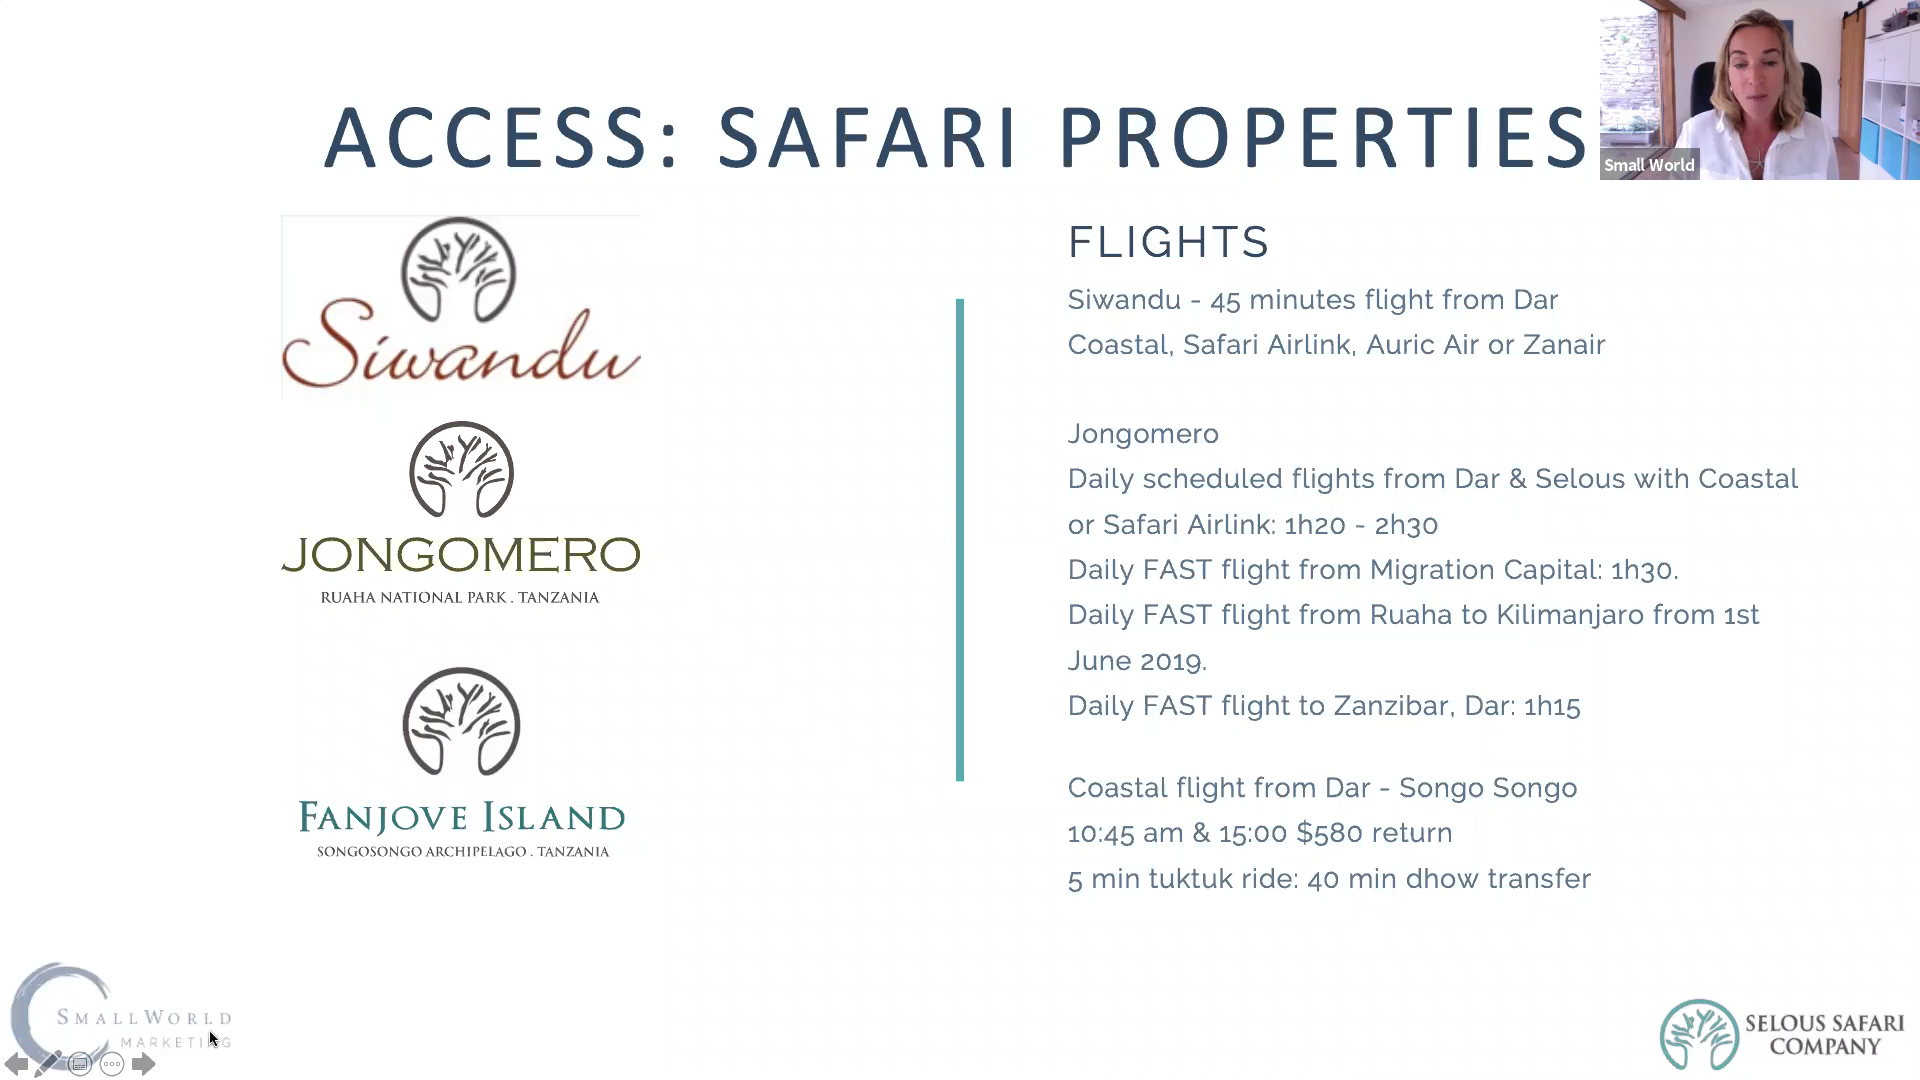 ACCESS: SAFARI PROPERTIES
Small World
Siwandu
JONGOMERO
RUAHA NATIONAL PARK . TANZANIA
FANJOVE ISLAND
SONGOSONGO ARCHIPELAGO . TANZANIA
FLIGHTS
Siwandu - 45 minutes flight from Dar
Coastal, Safari Airlink, Auric Air or Zanair
Jongomero
Daily scheduled flights from Dar & Selous with Coastal
or Safari Airlink: 1h20 - 2h30
Daily FAST flight from Migration Capital: 1h30.
Daily FAST flight from Ruaha to Kilimanjaro from 1st
June 2019.
Daily FAST flight to Zanzibar, Dar: 1h15
Coastal flight from Dar - Songo Songo
10:45 am & 15:00 $580 return
5 min tuktuk ride: 40 min dhow transfer
SMALLWORLD
MARKETING
SELOUS SAFARI
COMPANY